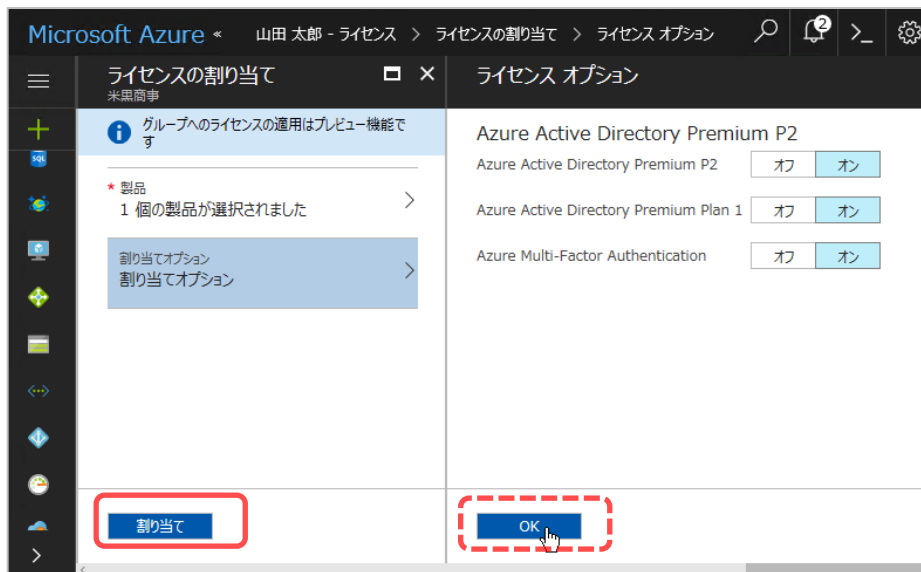 Microsoft Azure « 山田 太郎 - ライセンス > ライセンスの割り当て > ライセンス オプション
2
ライセンスの割り当て
米黒商事
グループへのライセンスの適用はプレビュー機能で
す
* 製品
1 個の製品が選択されました
割り当てオプション
割り当てオプション
割り当て
ライセンス オプション
Azure Active Directory Premium P2
Azure Active Directory Premium P2 オフ オン
Azure Active Directory Premium Plan 1 オフ オン
Azure Multi-Factor Authentication オフ オン
OK
SQL